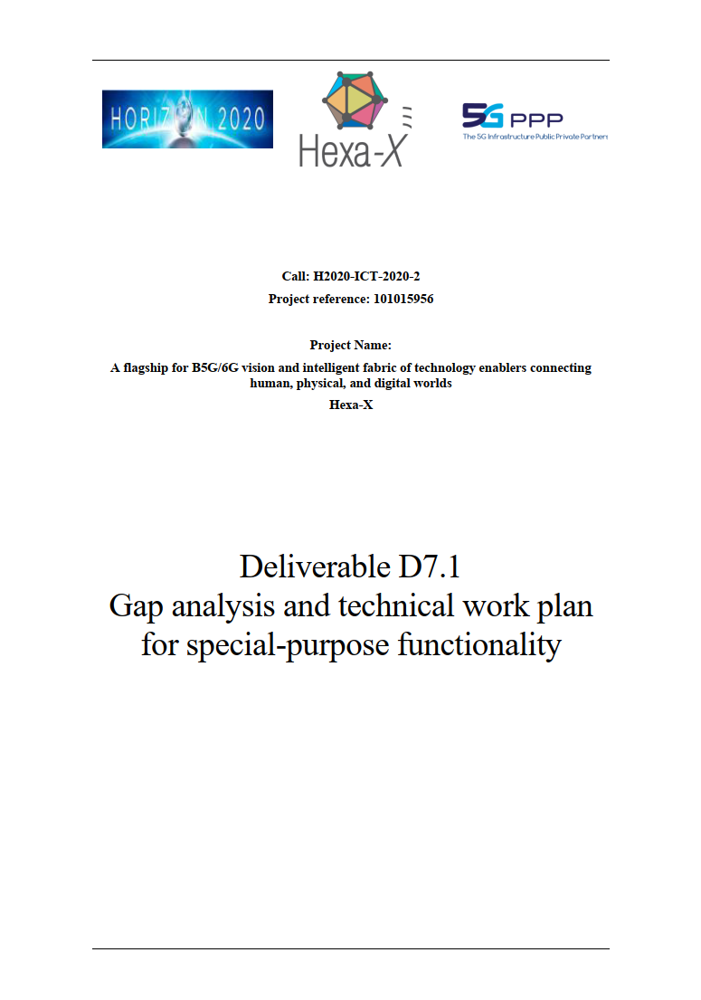 HORIZON 2020
Hexa-X
5G PPP
The 5G Infrastructure Public Private Partners
Call: H2020-ICT-2020-2
Project reference: 101015956
Project Name:
A flagship for B5G/6G vision and intelligent fabric of technology enablers connecting
human, physical, and digital worlds
Hexa-X
Deliverable D7.1
Gap analysis and technical work plan
for special-purpose functionality